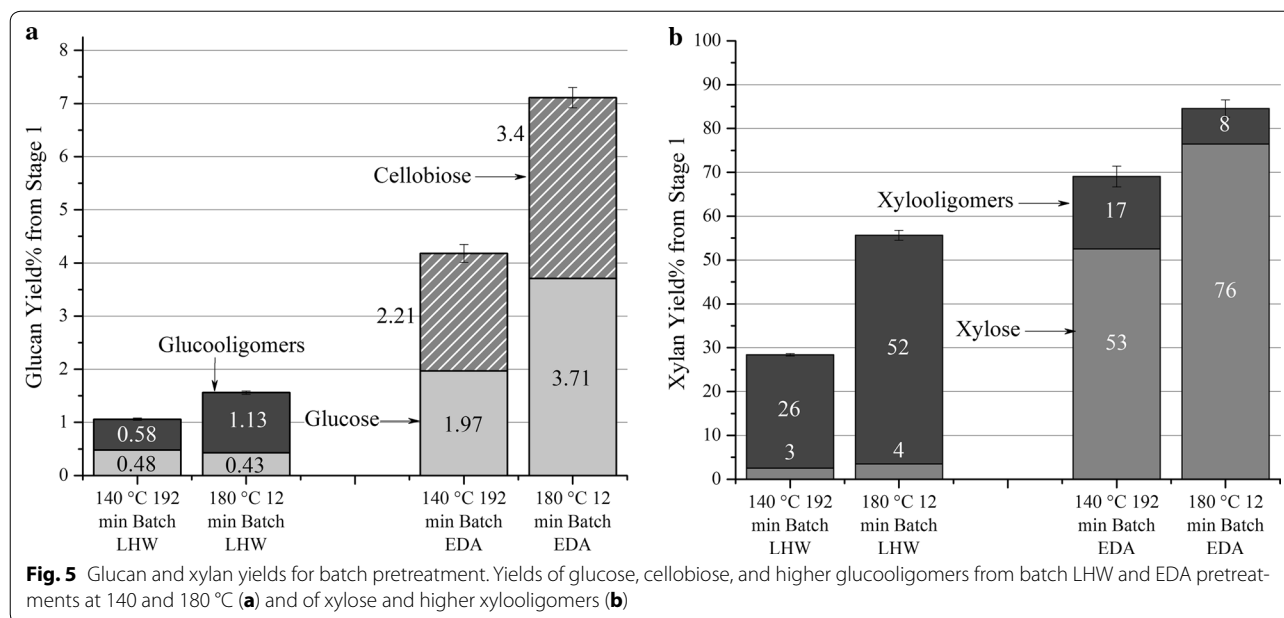 a
Glucan Yield% from Stage 1
8
7
6
5
4
3
2
1
0
3.4
Cellobiose
2.21
Glucooligomers
Glucose
0.58
0.48
1.13
0.43
1.97
3.71
140 °C 192
min Batch
LHW
180 °C 12
min Batch
LHW
140 °C 192
min Batch
EDA
180 °C 12
min Batch
EDA
b
Xylan Yield% from Stage 1
100
90
80
70
60
50
40
30
20
10
0
8
Xylooligomers
17
52
76
Xylose
53
26
3
4
140 °C 192
min Batch
LHW
180 °C 12
min Batch
LHW
140 °C 192
min Batch
EDA
180 °C 12
min Batch
EDA
Fig. 5 Glucan and xylan yields for batch pretreatment. Yields of glucose, cellobiose, and higher glucooligomers from batch LHW and EDA pretreat-
ments at 140 and 180 °C (a) and of xylose and higher xylooligomers (b)